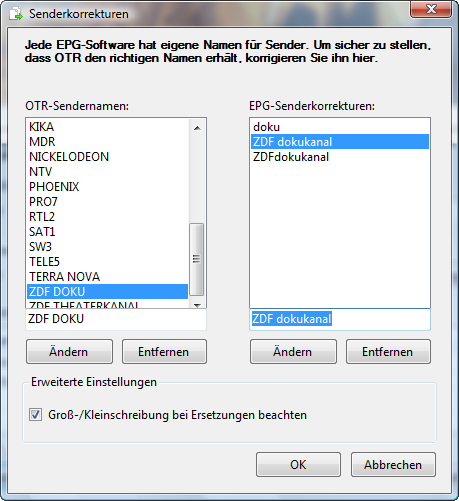 Senderkorrekturen
Jede EPG-Software hat eigene Namen für Sender. Um sicher zu stellen,
dass OTR den richtigen Namen erhält, korrigieren Sie ihn hier.
OTR-Sendernamen:
KIKA
MDR
NICKELODEON
NTV
PHOENIX
PRO7
RTL2
SAT1
SW3
TELE5
TERRA NOVA
ZDF DOKU
ZDF THEATERKANAL
ZDF DOKU
Ändern Entfernen
EPG-Senderkorrekturen:
doku
ZDF dokukanal
ZDFdokukanal
ZDF dokukanal
Ändern Entfernen
Erweiterte Einstellungen
Groß-/Kleinschreibung bei Ersetzungen beachten
OK Abbrechen